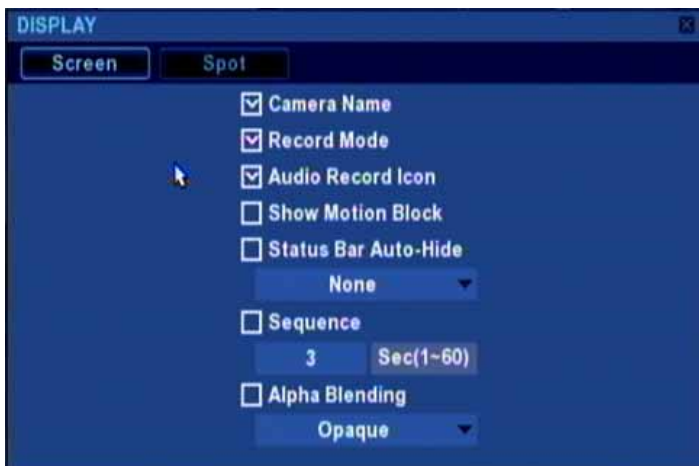 DISPLAY
Screen Spot
Camera Name
Record Mode
Audio Record Icon
Show Motion Block
Status Bar Auto-Hide
None
Sequence
3 Sec(1~60)
Alpha Blending
Opaque